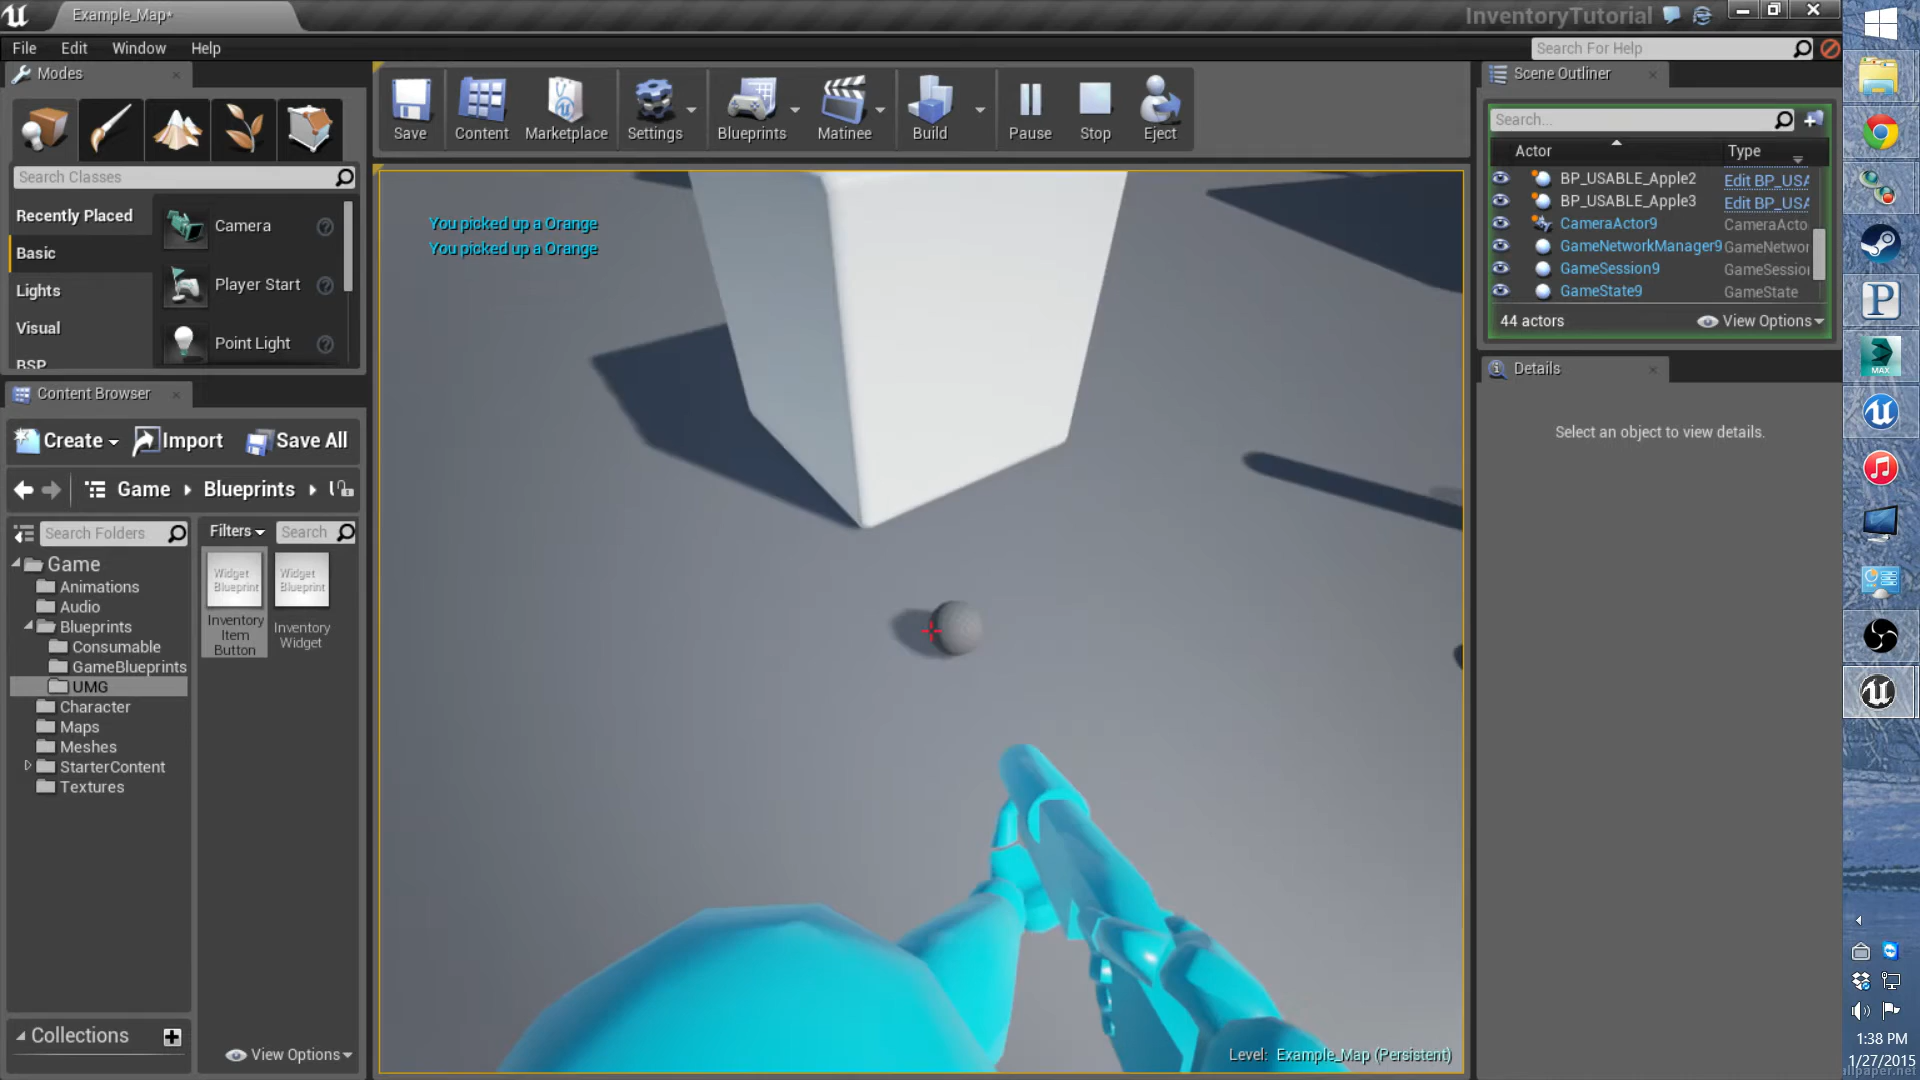 Example_Map*
InventoryTutorial
File
Edit
Window
Help
Search For Help
Modes
Search Classes
Recently Placed
Basic
Lights
Visual
BSP
Camera
Player Start
Point Light
Save
Content
Marketplace
Settings
Blueprints
Matinee
Build
Pause
Stop
Eject
Scene Outliner
Search...
Actor
Type
BP_USABLE_Apple2
Edit BP_USA
BP_USABLE_Apple3
Edit BP_USA
CameraActor9
CameraActo
GameNetworkManager9
GameNetwor
GameSession9
GameSession
GameState9
GameState
44 actors
View Options
Details
Select an object to view details.
Content Browser
Create
Import
Save All
Game
Blueprints
Search Folders
Filters
Search
Game
Animations
Audio
Blueprints
Consumable
GameBlueprints
UMG
Character
Maps
Meshes
StarterContent
Textures
Widget
Blueprint
Inventory
Item
Button
Widget
Blueprint
Inventory
Widget
Collections
View Options
You picked up a Orange
You picked up a Orange
Level: Example_Map (Persistent)
MAX
1:38 PM
1/27/2015